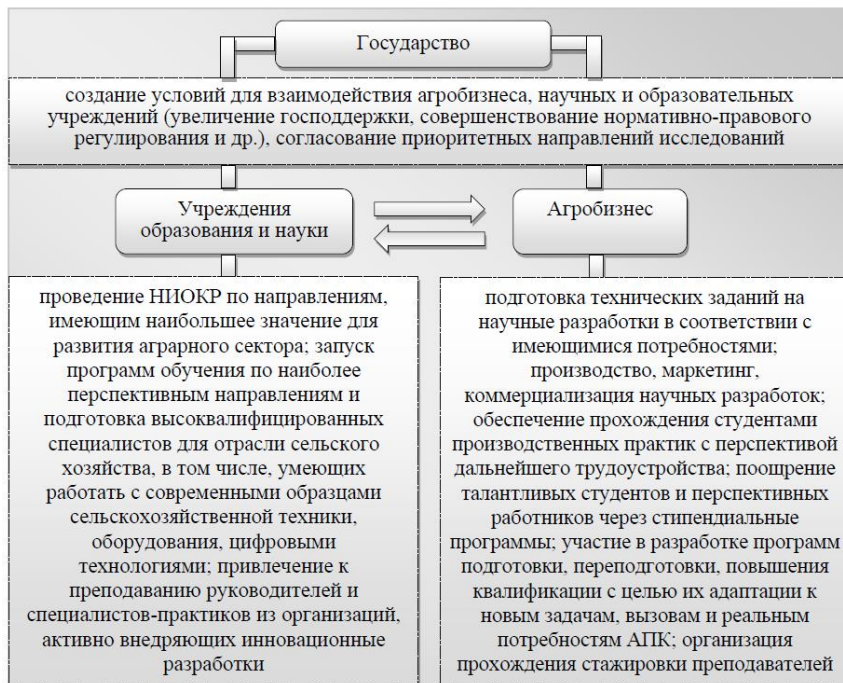 Государство
создание условий для взаимодействия агробизнеса, научных и образовательных
учреждений (увеличение господдержки, совершенствование нормативно-правового
регулирования и др.), согласование приоритетных направлений исследований
Учреждения
образования и науки
Агробизнес
проведение НИОКР по направлениям,
имеющим наибольшее значение для
развития аграрного сектора; запуск
программ обучения по наиболее
перспективным направлениям и
подготовка высоквалифицированных
специалистов для отрасли сельского
хозяйства, в том числе, умеющих
работать с современными образцами
сельскохозяйственной техники,
оборудования, цифровыми
технологиями; привлечение к
преподаванию руководителей и
специалистов-практиков из организаций,
активно внедряющих инновационные
разработки
подготовка технических заданий на
научные разработки в соответствии с
имеющимися потребностями;
производство, маркетинг,
коммерциализация научных разработок;
обеспечение прохождения студентами
производственных практик с перспективой
дальнейшего трудоустройства; поощрение
талантливых студентов и перспективных
работников через стипендиальные
программы; участие в разработке программ
подготовки, переподготовки, повышения
квалификации с целью их адаптации к
новым задачам, вызовам и реальным
потребностям АПК; организация
прохождения стажировки преподавателей